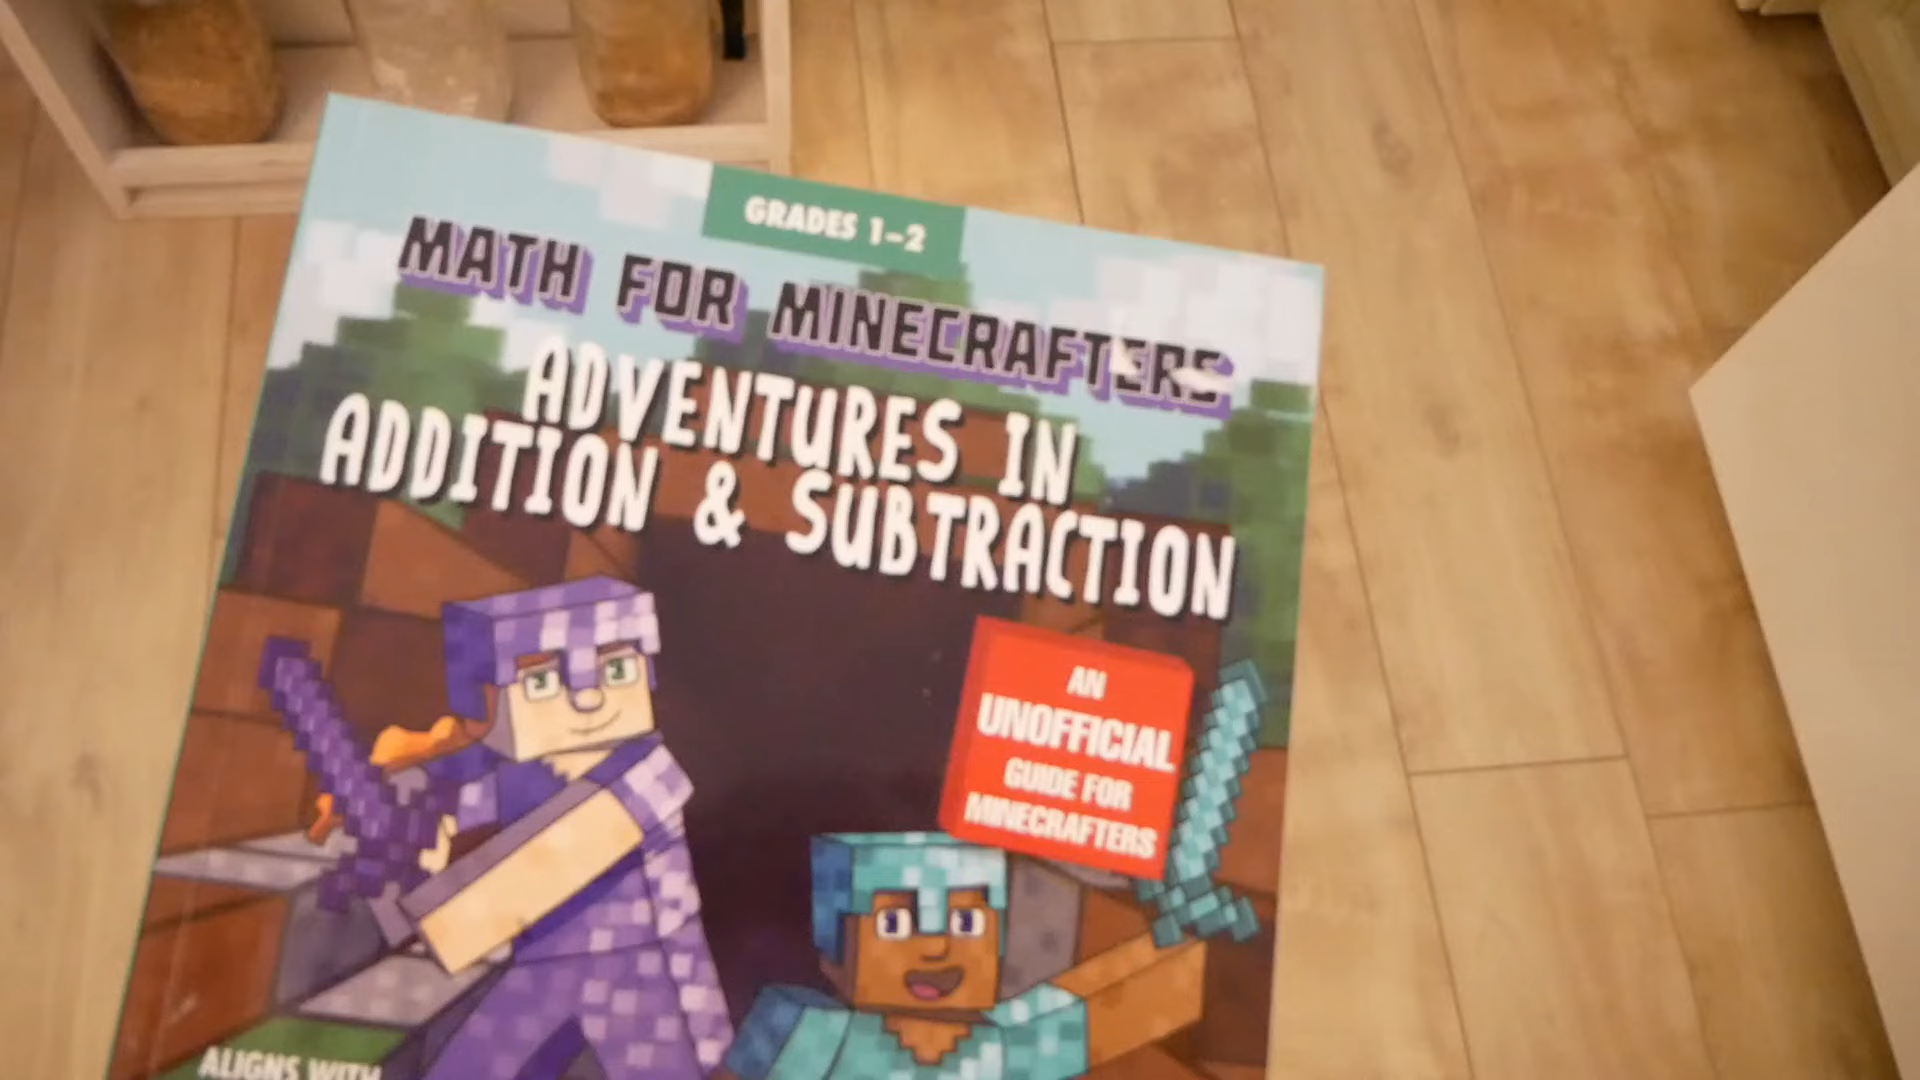 GRADES 1–2
MATH FOR MINECRAFTERS
ADVENTURES IN
ADDITION & SUBTRACTION
AN
UNOFFICIAL
GUIDE FOR
MINECRAFTERS
ALIGNS WITH